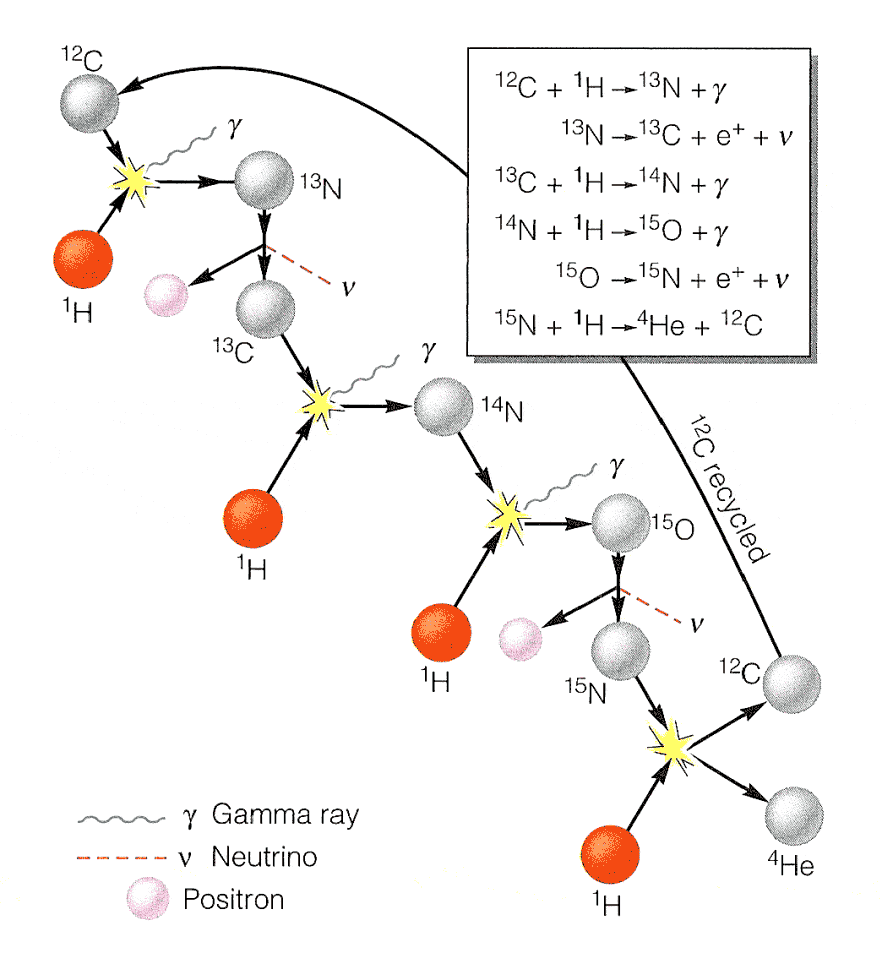 ¹²C
γ
¹³N
¹H
ν
¹³C
γ
¹⁴N
¹H
γ
¹⁵O
¹H
ν
¹⁵N
¹²C
¹H
⁴He
¹²C recycled
¹²C + ¹H → ¹³N + γ
¹³N → ¹³C + e⁺ + ν
¹³C + ¹H → ¹⁴N + γ
¹⁴N + ¹H → ¹⁵O + γ
¹⁵O → ¹⁵N + e⁺ + ν
¹⁵N + ¹H → ⁴He + ¹²C
γ Gamma ray
ν Neutrino
Positron